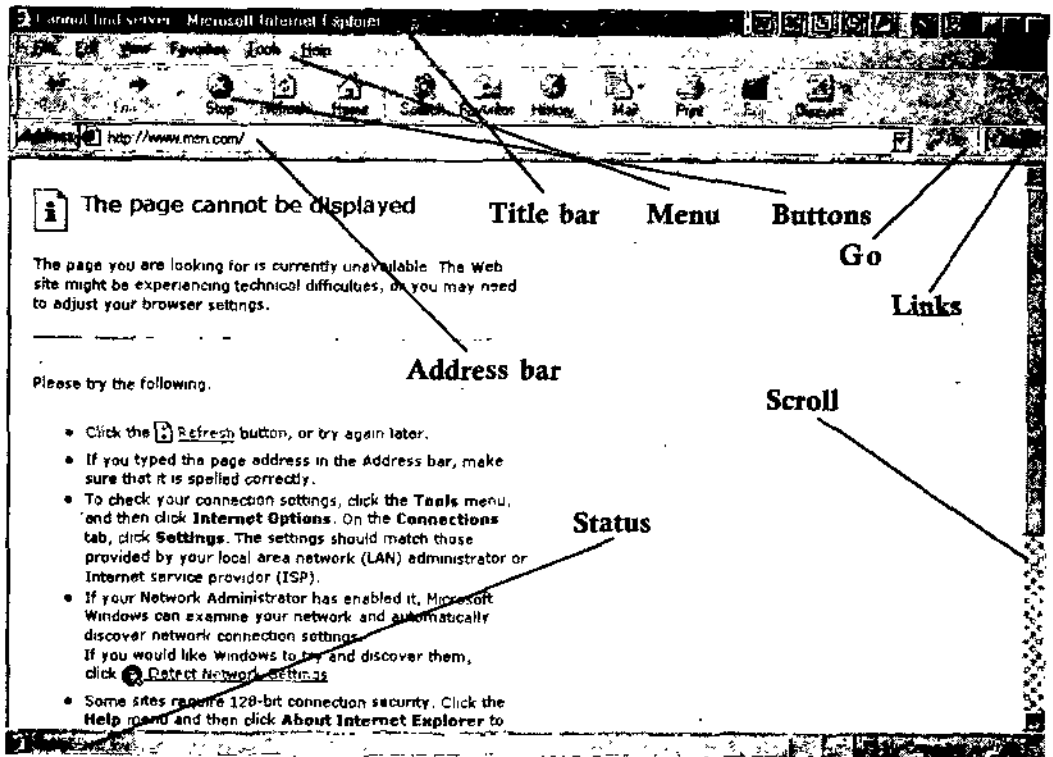 Cannot find server - Microsoft Internet Explorer
File Edit View Favorites Tools Help
Stop Refresh Home Search Favorites History Mail Print Edit Discuss
Address http://www.msn.com/
The page cannot be displayed
Title bar Menu Buttons
Go
The page you are looking for is currently unavailable. The Web
site might be experiencing technical difficulties, or you may need
to adjust your browser settings.
Links
Address bar
Please try the following.
Scroll
• Click the Refresh button, or try again later.
• If you typed the page address in the Address bar, make
sure that it is spelled correctly.
• To check your connection settings, click the Tools menu,
and then click Internet Options. On the Connections
tab, click Settings. The settings should match those
Status
provided by your local area network (LAN) administrator or
Internet service provider (ISP).
• If your Network Administrator has enabled it, Microsoft
Windows can examine your network and automatically
discover network connection settings.
If you would like Windows to try and discover them,
click Detect Network Settings
• Some sites require 128-bit connection security. Click the
Help menu and then click About Internet Explorer to